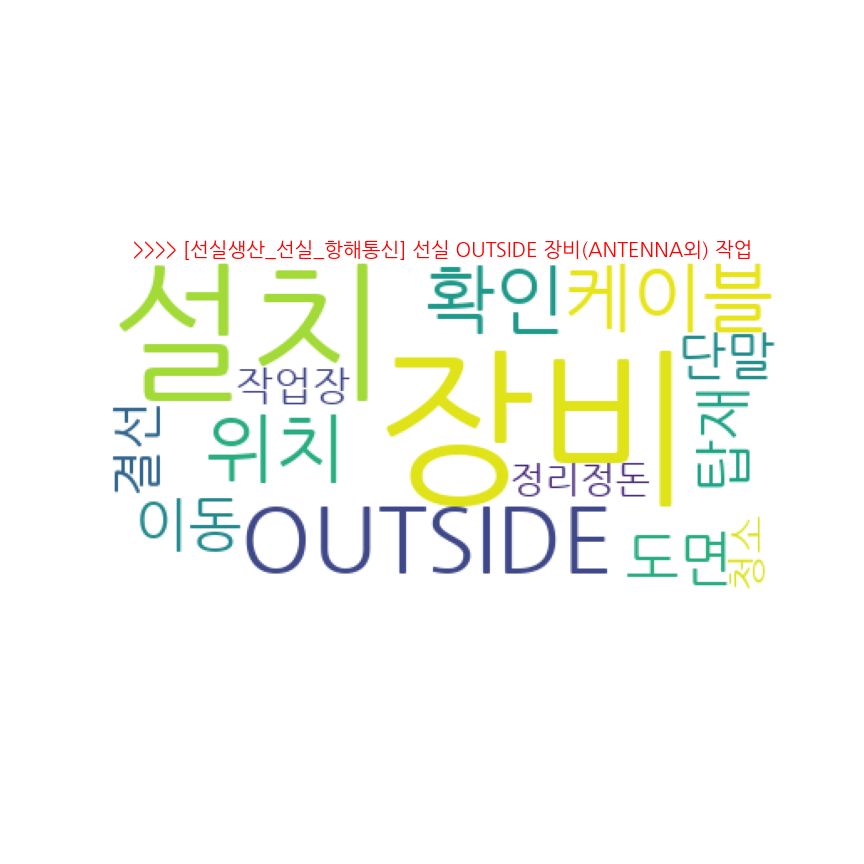 >>>> [선실생산_선실_항해통신] 선실 OUTSIDE 장비(ANTENNA외) 작업
설치
확인
케이블
단말
작업장
장비
탑재
결선
위치
정리정돈
이동
OUTSIDE
도면
청소